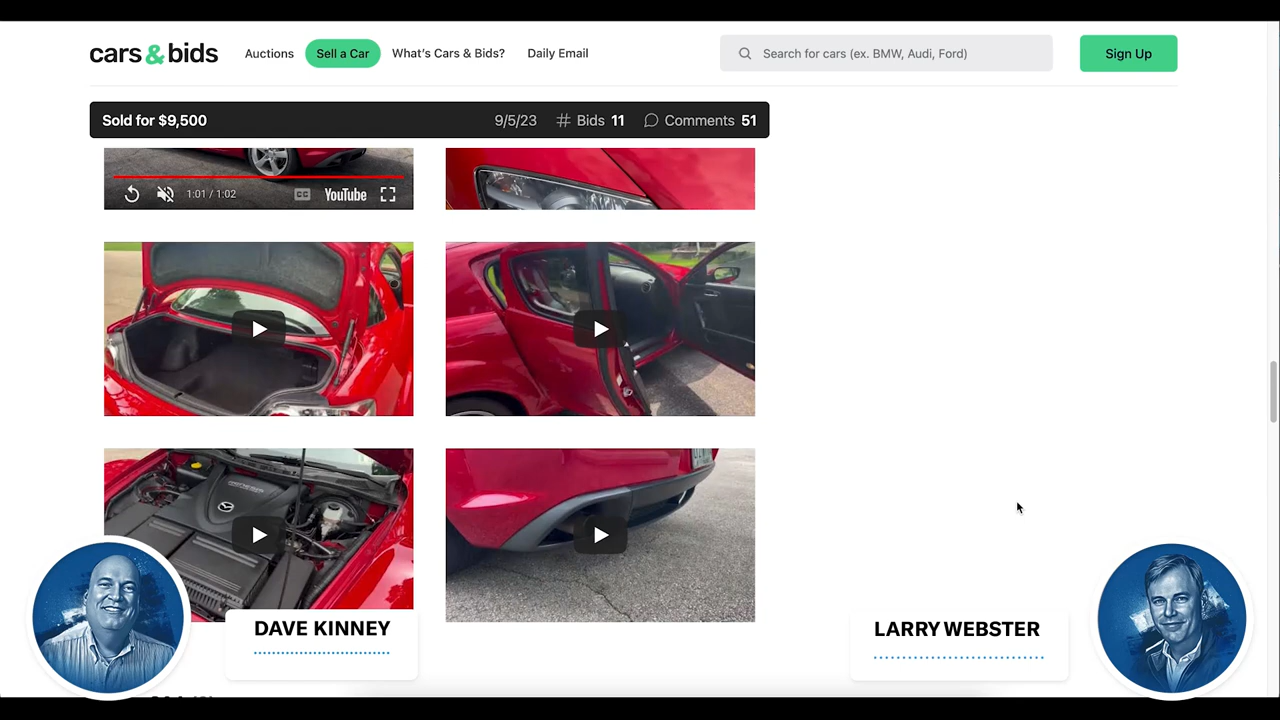 cars & bids Auctions Sell a Car What's Cars & Bids? Daily Email Search for cars (ex. BMW, Audi, Ford) Sign Up
Sold for $9,500 9/5/23 # Bids 11 Comments 51
1:01 / 1:02 CC YouTube
DAVE KINNEY
LARRY WEBSTER